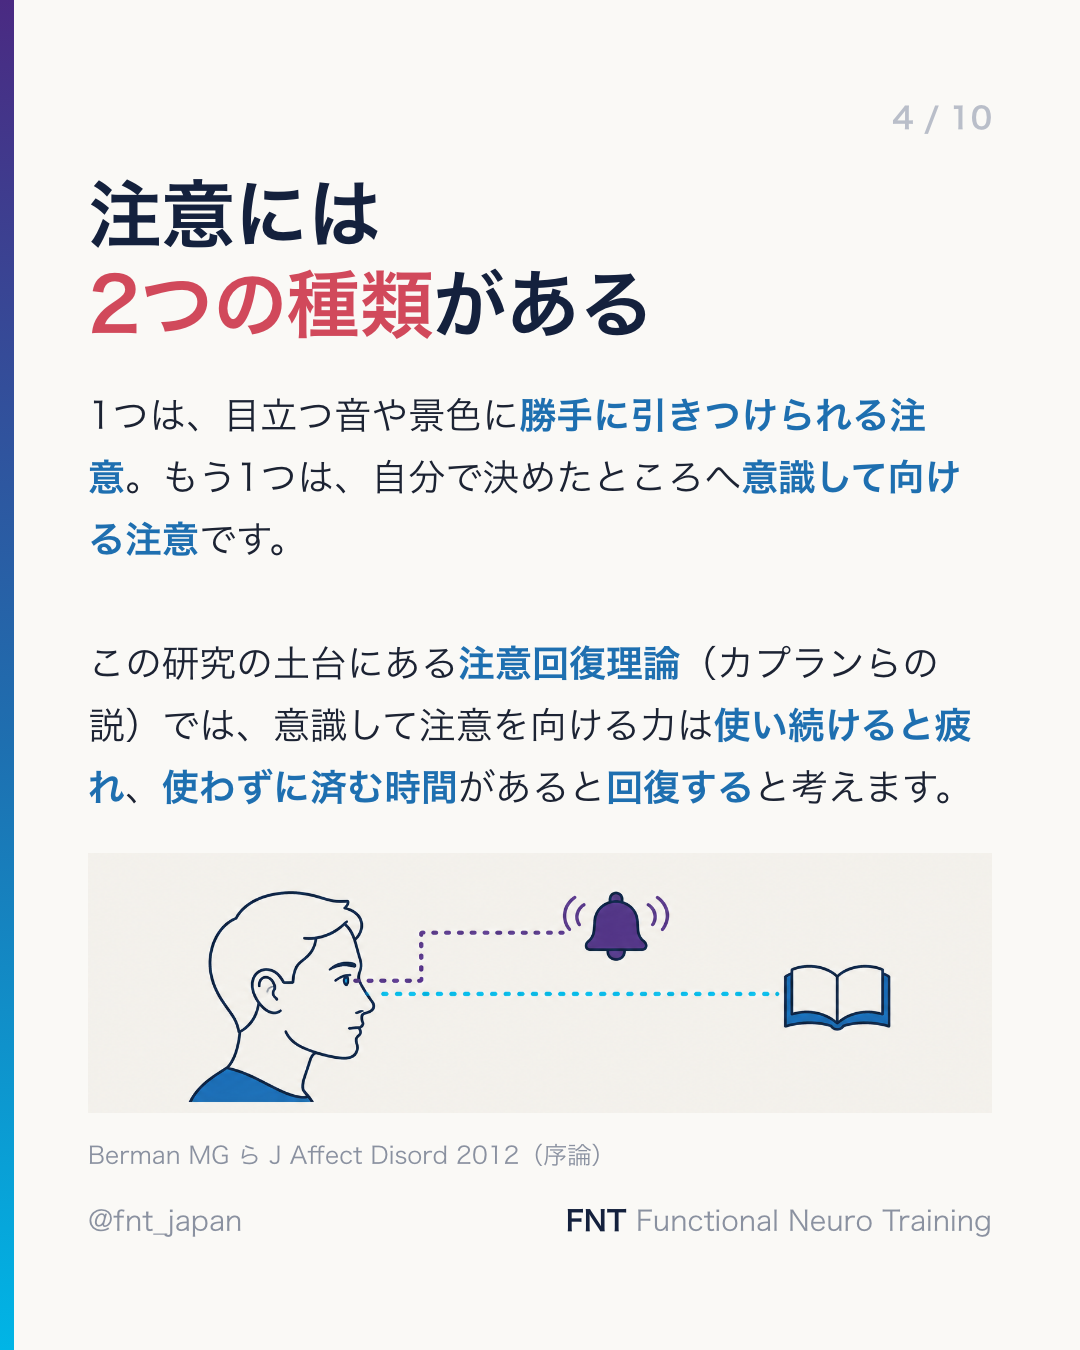 4 / 10
注意には
2つの種類がある
1つは、目立つ音や景色に勝手に引きつけられる注
意。もう1つは、自分で決めたところへ意識して向け
る注意です。
この研究の土台にある注意回復理論（カプランらの
説）では、意識して注意を向ける力は使い続けると疲
れ、使わずに済む時間があると回復すると考えます。
Berman MG ら J Affect Disord 2012（序論）
@fnt_japan
FNT Functional Neuro Training